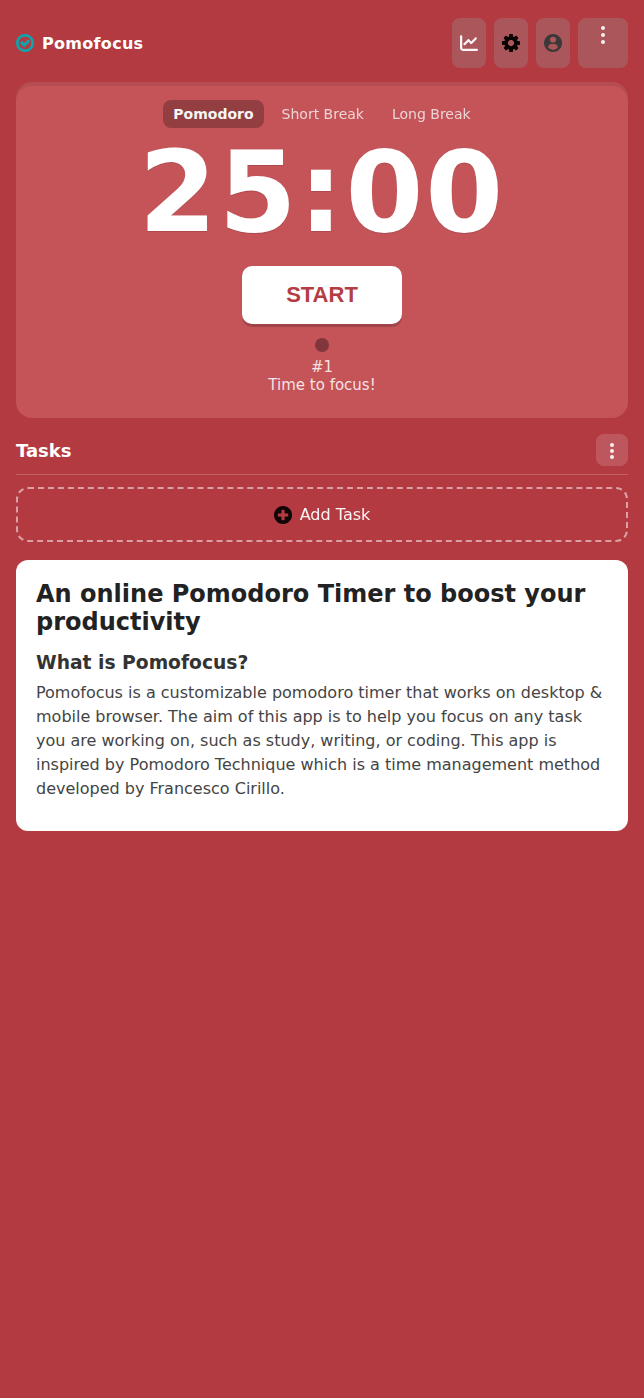 Pomofocus
Pomodoro Short Break Long Break
25:00
START
#1
Time to focus!
Tasks
Add Task
An online Pomodoro Timer to boost your
productivity
What is Pomofocus?
Pomofocus is a customizable pomodoro timer that works on desktop &
mobile browser. The aim of this app is to help you focus on any task
you are working on, such as study, writing, or coding. This app is
inspired by Pomodoro Technique which is a time management method
developed by Francesco Cirillo.